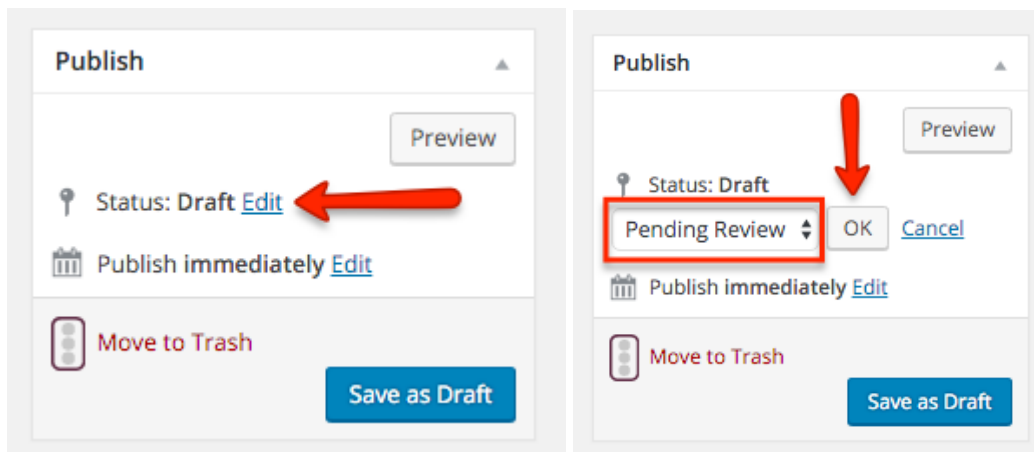 Publish
Preview
Status: Draft Edit
Publish immediately Edit
Move to Trash
Save as Draft
Publish
Preview
Status: Draft
Pending Review OK Cancel
Publish immediately Edit
Move to Trash
Save as Draft